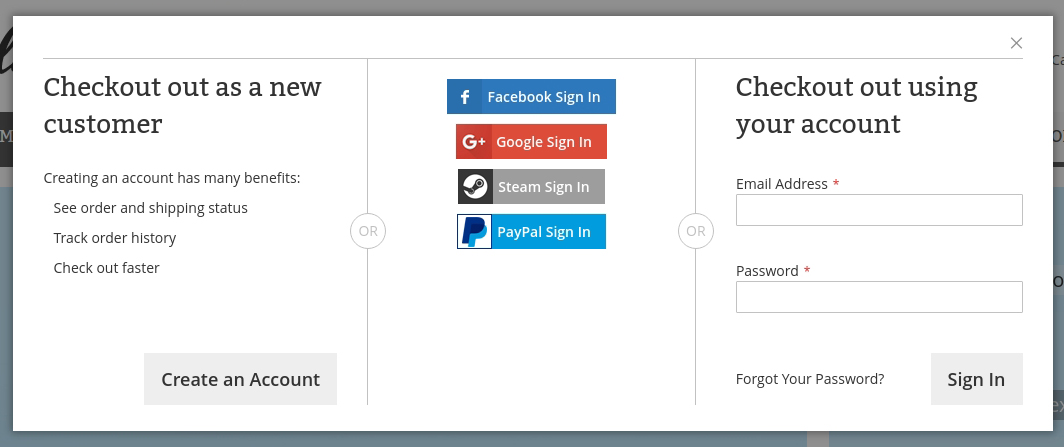 Checkout out as a new
customer
Creating an account has many benefits:
See order and shipping status
Track order history
Check out faster
Create an Account
OR
Facebook Sign In
Google Sign In
Steam Sign In
PayPal Sign In
OR
Checkout out using
your account
Email Address *
Password *
Forgot Your Password?
Sign In